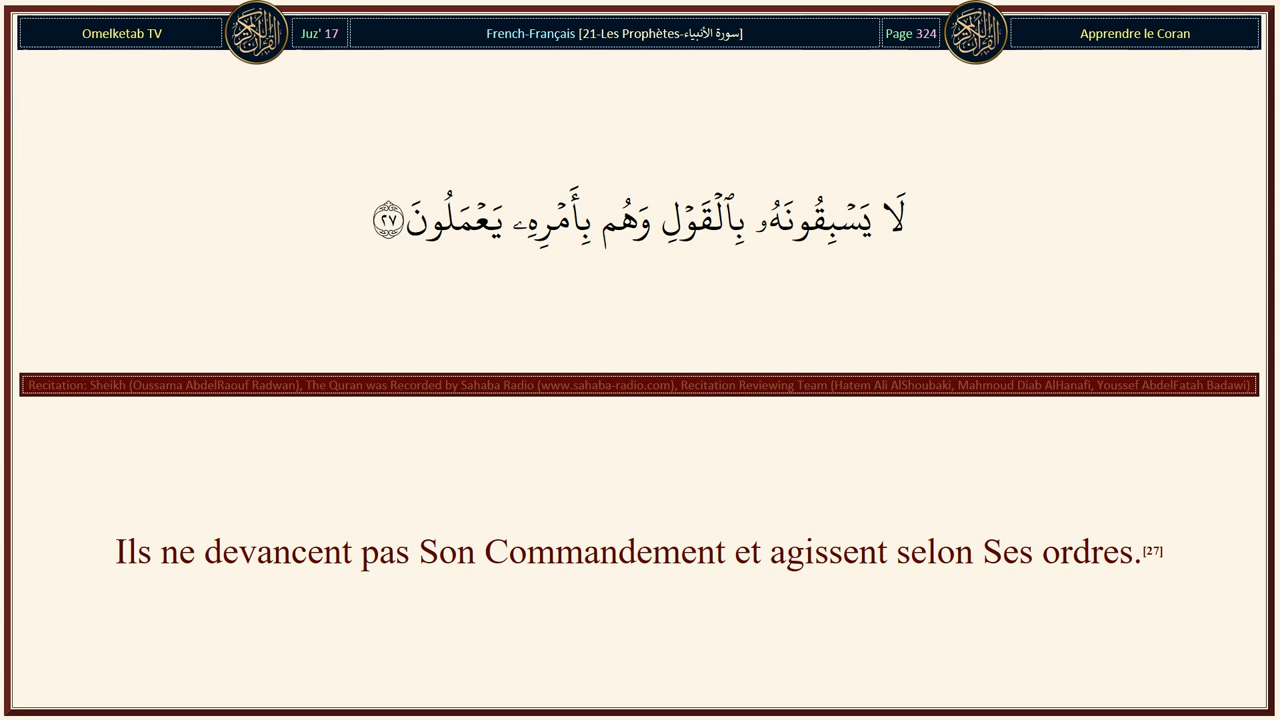 Omelketab TV
Juz' 17
French-Français [21-Les Prophètes-سورة الأنبياء]
Page 324
Apprendre le Coran
لَا يَسۡبِقُونَهُۥ بِٱلۡقَوۡلِ وَهُم بِأَمۡرِهِۦ يَعۡمَلُونَ ٢٧
Recitation: Sheikh (Oussama AbdelRaouf Radwan), The Quran was Recorded by Sahaba Radio (www.sahaba-radio.com), Recitation Reviewing Team (Hatem Ali AlShoubaki, Mahmoud Diab AlHanafi, Youssef AbdelFatah Badawi)
Ils ne devancent pas Son Commandement et agissent selon Ses ordres.[27]